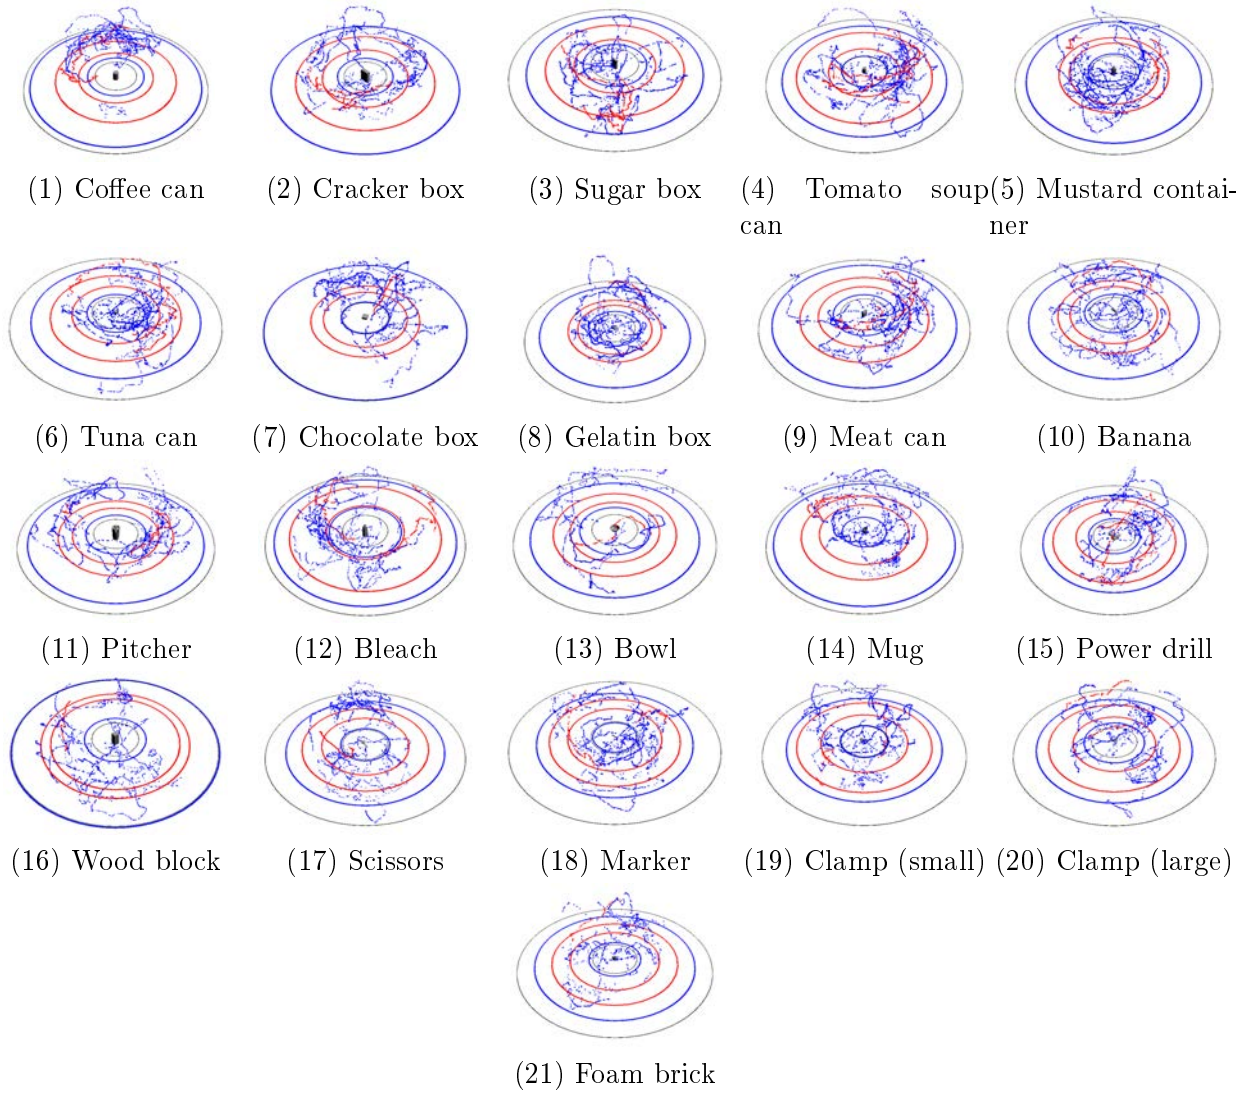 (1) Coffee can
(2) Cracker box
(3) Sugar box
(4) Tomato soup
can
(5) Mustard contai-
ner
(6) Tuna can
(7) Chocolate box
(8) Gelatin box
(9) Meat can
(10) Banana
(11) Pitcher
(12) Bleach
(13) Bowl
(14) Mug
(15) Power drill
(16) Wood block
(17) Scissors
(18) Marker
(19) Clamp (small)
(20) Clamp (large)
(21) Foam brick